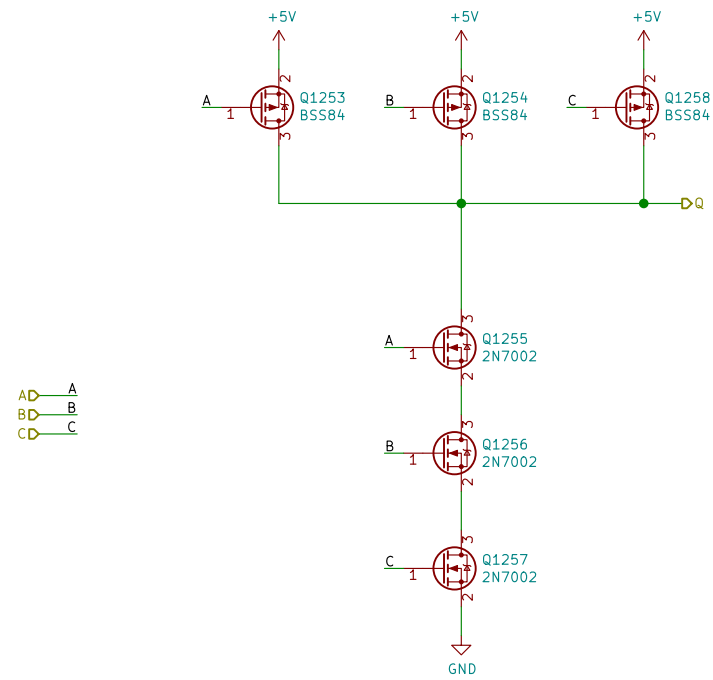 +5V +5V +5V
2 2 2
A 1 Q1253 B 1 Q1254 C 1 Q1258
BSS84 BSS84 BSS84
3 3 3
Q
3
A 1 Q1255
2N7002
2
A A
B B
C C
3
B 1 Q1256
2N7002
2
3
C 1 Q1257
2N7002
2
GND